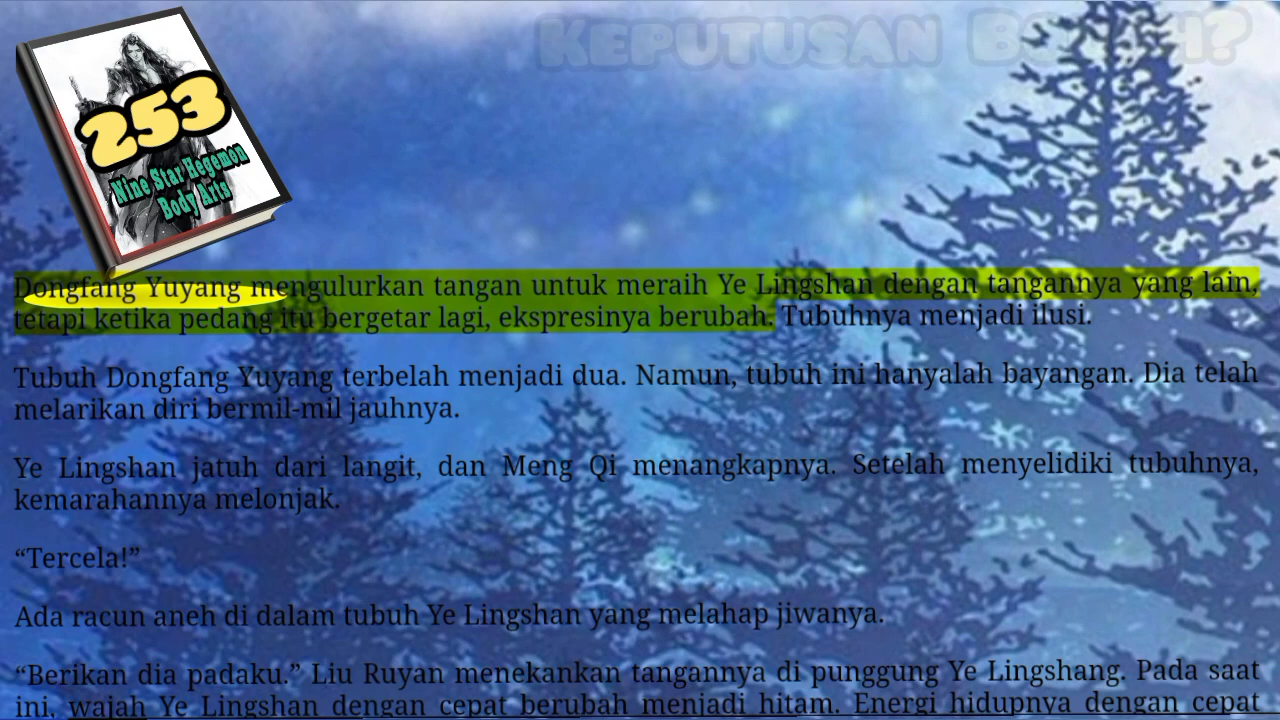 KEPUTUSAN
253
Nine Star Hegemon
Body Arts
Dongfang Yuyang mengulurkan tangan untuk meraih Ye Lingshan dengan tangannya yang lain,
tetapi ketika pedang itu bergetar lagi, ekspresinya berubah. Tubuhnya menjadi ilusi.
Tubuh Dongfang Yuyang terbelah menjadi dua. Namun, tubuh ini hanyalah bayangan. Dia telah
melarikan diri bermil-mil jauhnya.
Ye Lingshan jatuh dari langit, dan Meng Qi menangkapnya. Setelah menyelidiki tubuhnya,
kemarahannya melonjak.
“Tercela!”
Ada racun aneh di dalam tubuh Ye Lingshan yang melahap jiwanya.
“Berikan dia padaku.” Liu Ruyan menekankan tangannya di punggung Ye Lingshang. Pada saat
ini, wajah Ye Lingshan dengan cepat berubah menjadi hitam. Energi hidupnya dengan cepat